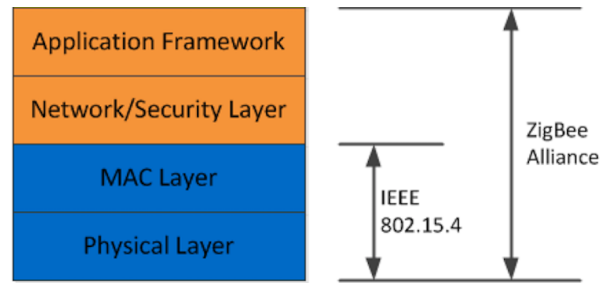 Application Framework
Network/Security Layer
MAC Layer
Physical Layer
IEEE
802.15.4
ZigBee
Alliance